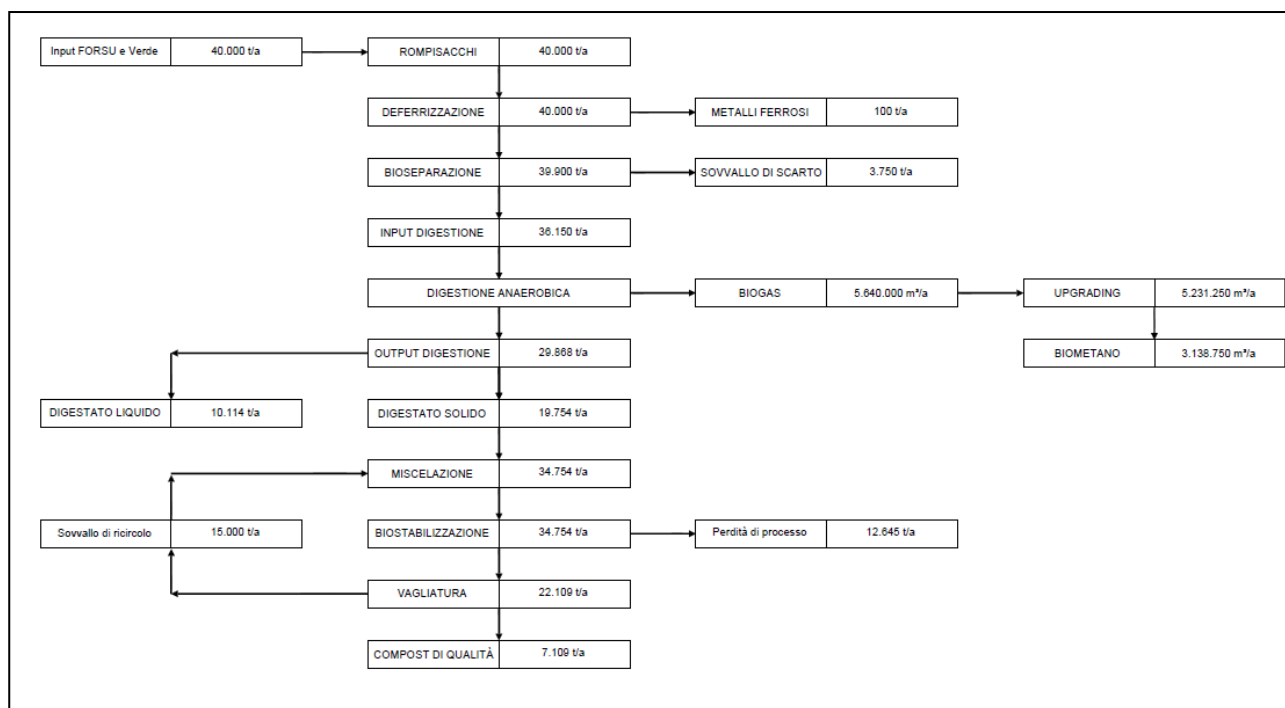 Input FORSU e Verde 40.000 t/a ROMPISACCHI 40.000 t/a
DEFERRIZZAZIONE 40.000 t/a METALLI FERROSI 100 t/a
BIOSEPARAZIONE 39.900 t/a SOVVALLO DI SCARTO 3.750 t/a
INPUT DIGESTIONE 36.150 t/a
DIGESTIONE ANAEROBICA BIOGAS 5.640.000 m³/a UPGRADING 5.231.250 m³/a
OUTPUT DIGESTIONE 29.868 t/a BIOMETANO 3.138.750 m³/a
DIGESTATO LIQUIDO 10.114 t/a DIGESTATO SOLIDO 19.754 t/a
MISCELAZIONE 34.754 t/a
Sovvallo di ricircolo 15.000 t/a BIOSTABILIZZAZIONE 34.754 t/a Perdità di processo 12.645 t/a
VAGLIATURA 22.109 t/a
COMPOST DI QUALITÀ 7.109 t/a